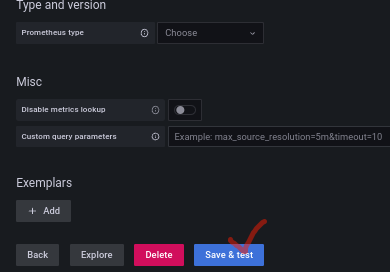 Type and version
Prometheus type
Choose
Misc
Disable metrics lookup
Custom query parameters
Example: max_source_resolution=5m&timeout=10
Exemplars
+ Add
Back
Explore
Delete
Save & test